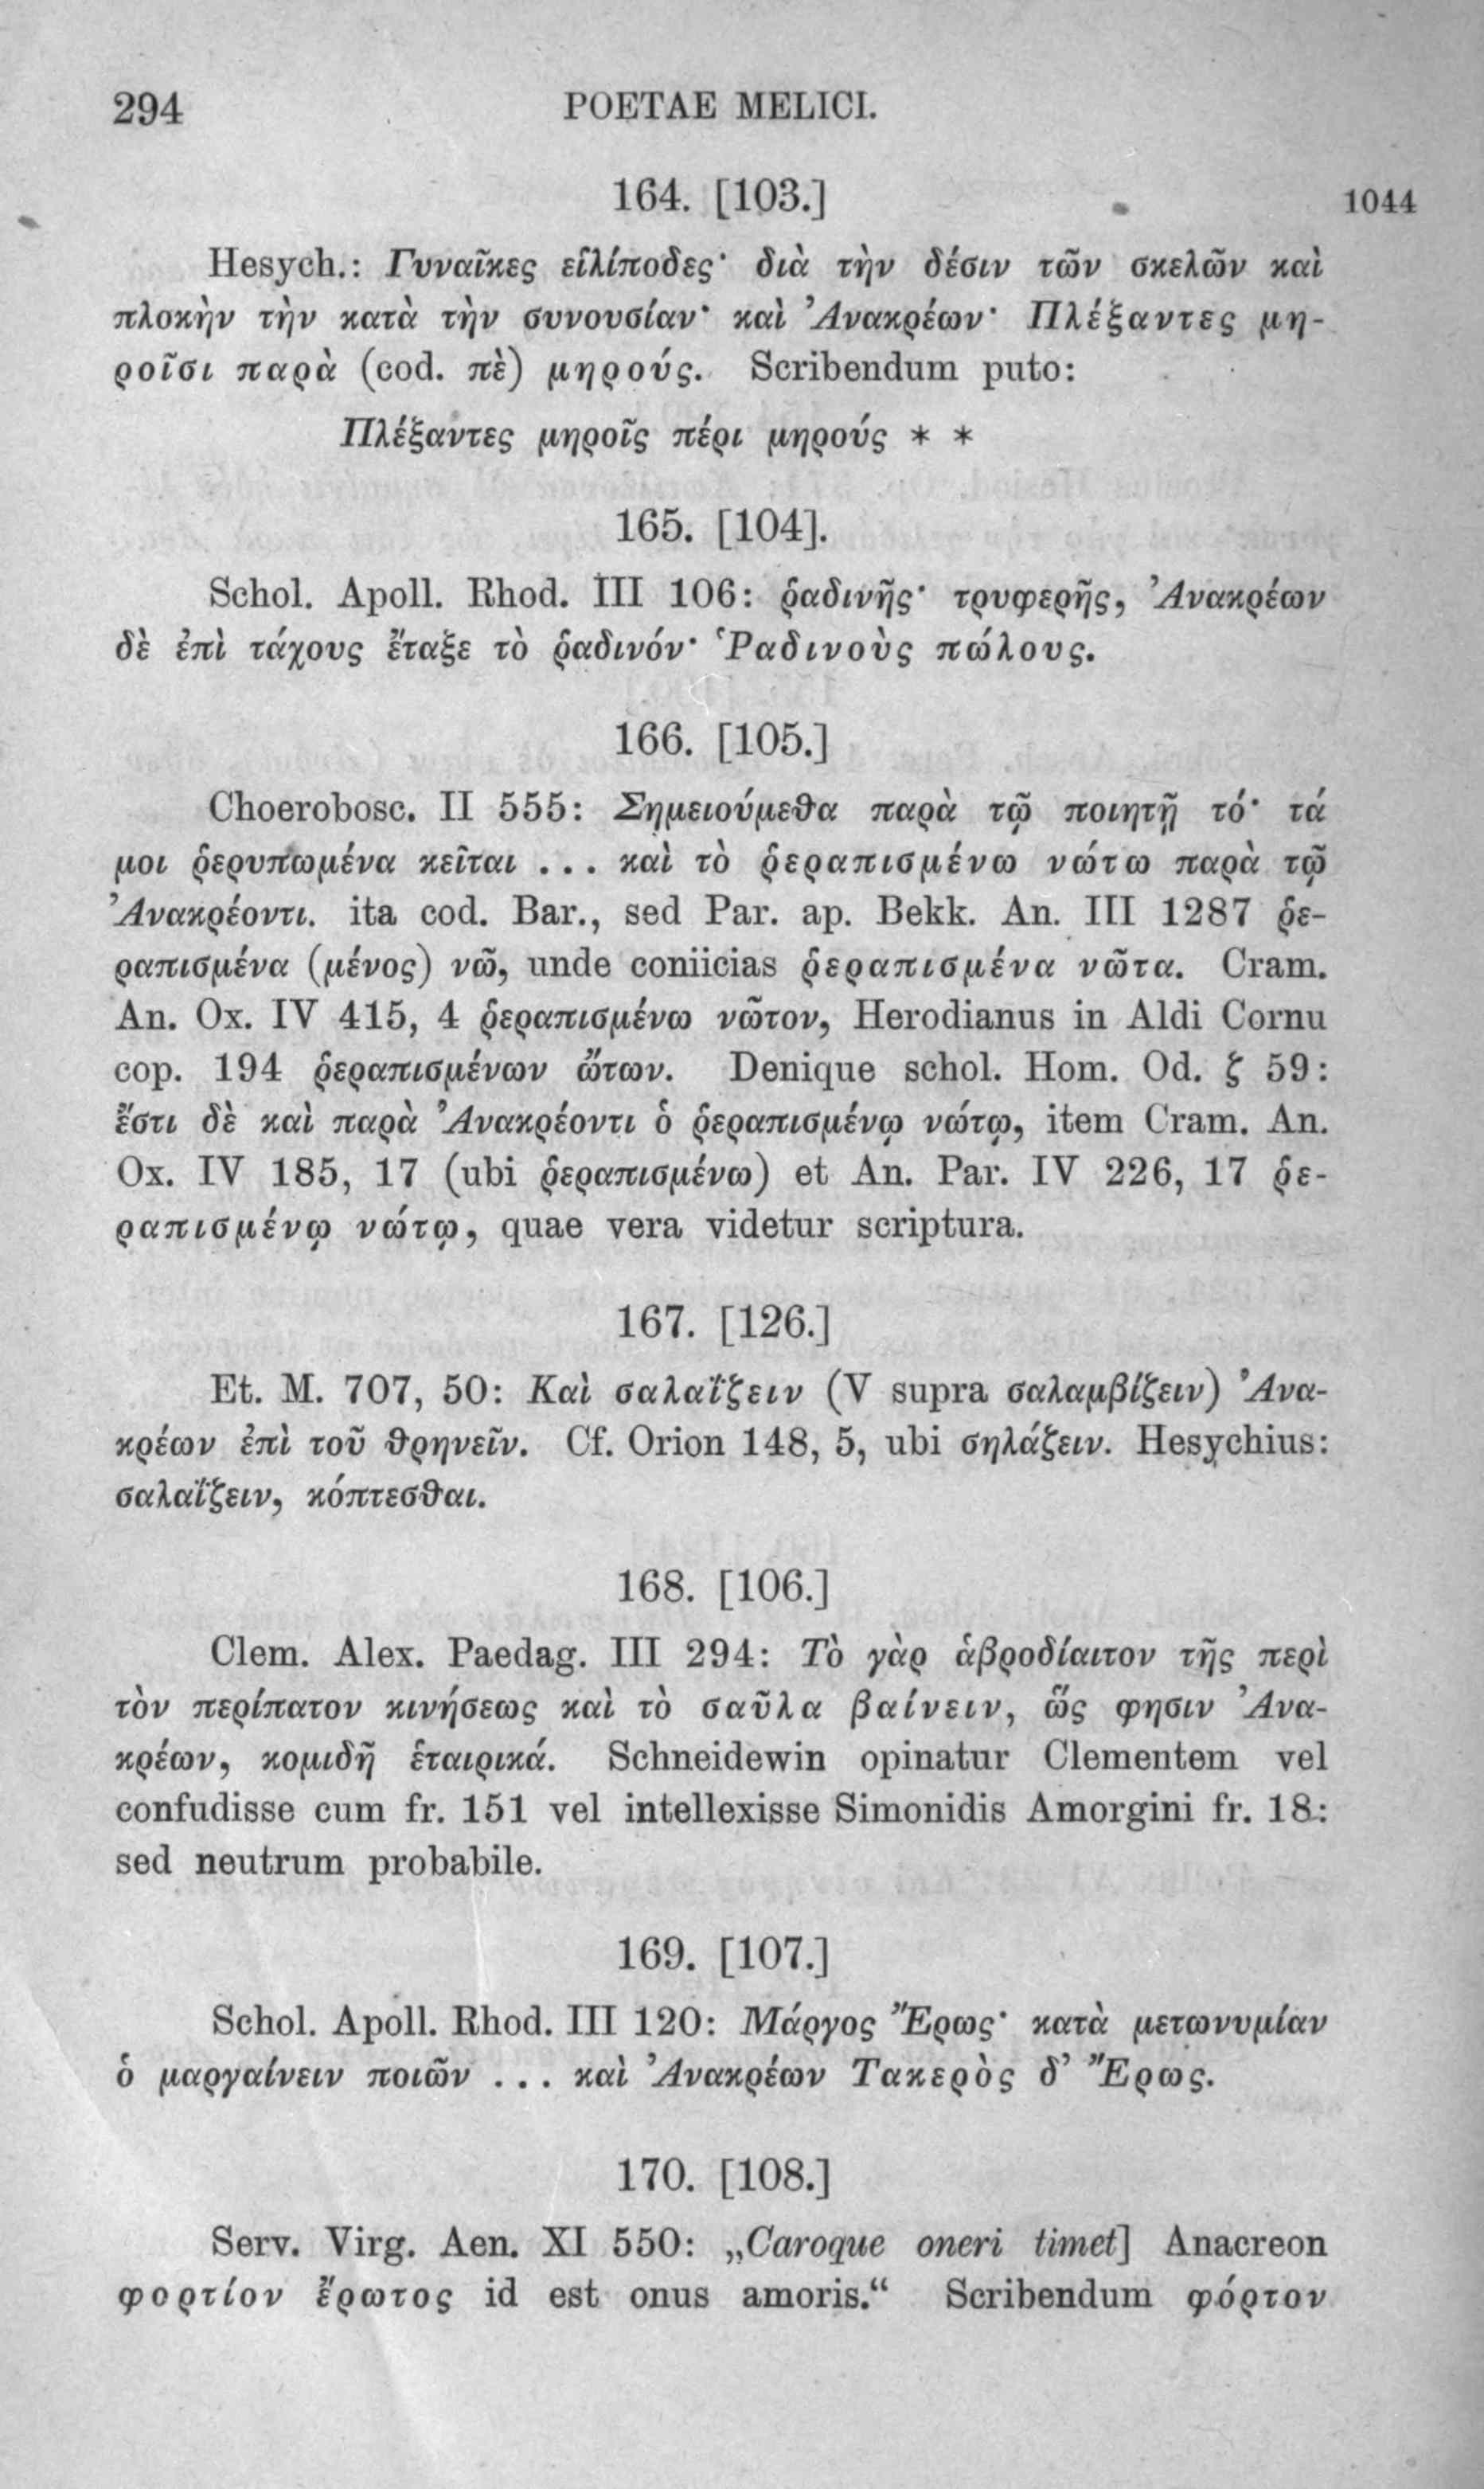 294 POETAE MELICI.
164. [103.] 1044
Hesych.: Γυναῖκες εἰλίποδες· διὰ τὴν δέσιν τῶν σκελῶν καὶ
πλοκὴν τὴν κατὰ τὴν συνουσίαν· καὶ Ἀνακρέων· Πλέξαντες μη-
ροῖσι παρὰ (cod. πὲ) μηρούς. Scribendum puto:
Πλέξαντες μηροῖς πέρι μηρούς * *
165. [104].
Schol. Apoll. Rhod. III 106: ῥαδινῆς· τρυφερῆς, Ἀνακρέων
δὲ ἐπὶ τάχους ἔταξε τὸ ῥαδινόν· Ῥαδινοὺς πώλους.
166. [105.]
Choerobosc. II 555: Σημειούμεθα παρὰ τῷ ποιητῇ τό· τά
μοι ῥερυπωμένα κεῖται ... καὶ τὸ ῥεραπισμένω νώτω παρὰ τῷ
Ἀνακρέοντι. ita cod. Bar., sed Par. ap. Bekk. An. III 1287 ῥε-
ραπισμένα (μένος) νῶ, unde coniicias ῥεραπισμένα νῶτα. Cram.
An. Ox. IV 415, 4 ῥεραπισμένω νῶτον, Herodianus in Aldi Cornu
cop. 194 ῥεραπισμένων ὤτων. Denique schol. Hom. Od. ζ 59:
ἔστι δὲ καὶ παρὰ Ἀνακρέοντι ὁ ῥεραπισμένῳ νώτῳ, item Cram. An.
Ox. IV 185, 17 (ubi ῥεραπισμένω) et An. Par. IV 226, 17 ῥε-
ραπισμένῳ νώτῳ, quae vera videtur scriptura.
167. [126.]
Et. M. 707, 50: Καὶ σαλαΐζειν (V supra σαλαμβίζειν) Ἀνα-
κρέων ἐπὶ τοῦ θρηνεῖν. Cf. Orion 148, 5, ubi σηλάζειν. Hesychius:
σαλαΐζειν, κόπτεσθαι.
168. [106.]
Clem. Alex. Paedag. III 294: Τὸ γὰρ ἁβροδίαιτον τῆς περὶ
τὸν περίπατον κινήσεως καὶ τὸ σαῦλα βαίνειν, ὥς φησιν Ἀνα-
κρέων, κομιδῆ ἑταιρικά. Schneidewin opinatur Clementem vel
confudisse cum fr. 151 vel intellexisse Simonidis Amorgini fr. 18:
sed neutrum probabile.
169. [107.]
Schol. Apoll. Rhod. III 120: Μάργος Ἔρως· κατὰ μετωνυμίαν
ὁ μαργαίνειν ποιῶν ... καὶ Ἀνακρέων Τακερὸς δ’ Ἔρως.
170. [108.]
Serv. Virg. Aen. XI 550: „Caroque oneri timet] Anacreon
φορτίον ἔρωτος id est onus amoris.“ Scribendum φόρτον